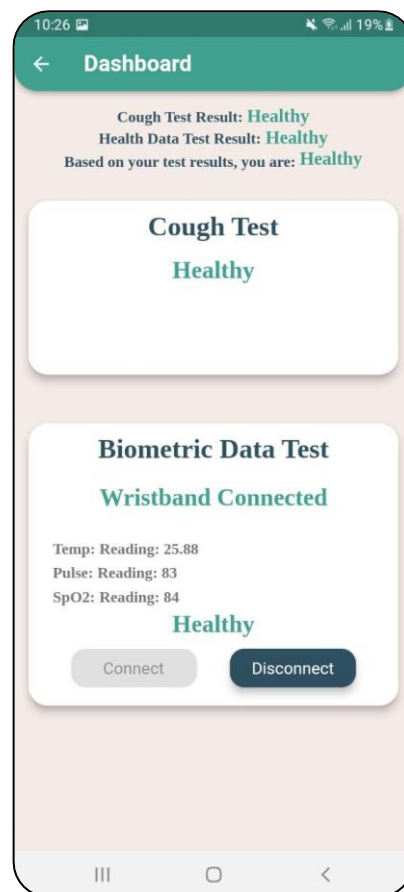 10:26 19%
Dashboard
Cough Test Result: Healthy
Health Data Test Result: Healthy
Based on your test results, you are: Healthy
Cough Test
Healthy
Biometric Data Test
Wristband Connected
Temp: Reading: 25.88
Pulse: Reading: 83
SpO2: Reading: 84
Healthy
Connect Disconnect